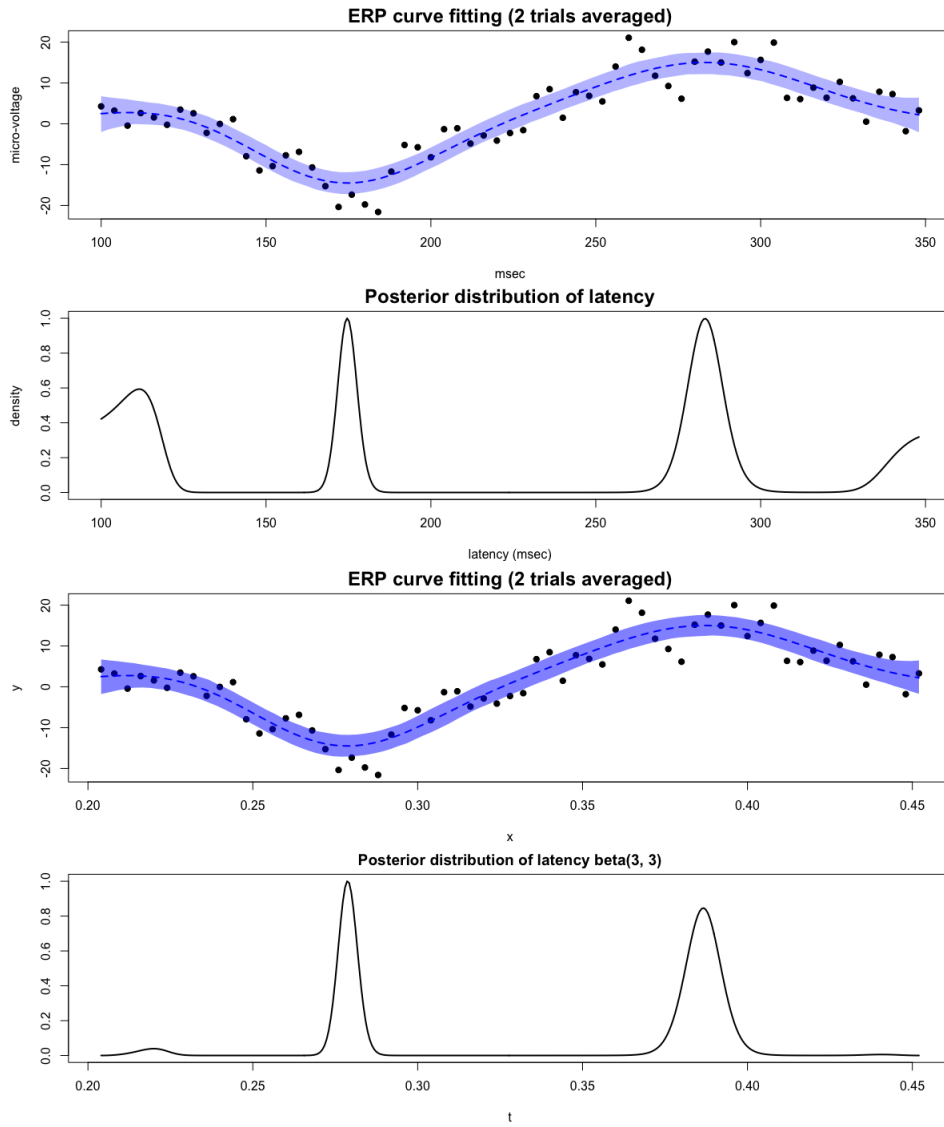 ERP curve fitting (2 trials averaged)
micro-voltage
20
10
0
-10
-20
100 150 200 250 300 350
msec
Posterior distribution of latency
density
1.0
0.8
0.6
0.4
0.2
0.0
100 150 200 250 300 350
latency (msec)
ERP curve fitting (2 trials averaged)
y
20
10
0
-10
-20
0.20 0.25 0.30 0.35 0.40 0.45
x
Posterior distribution of latency beta(3, 3)
1.0
0.8
0.6
0.4
0.2
0.0
0.20 0.25 0.30 0.35 0.40 0.45
t